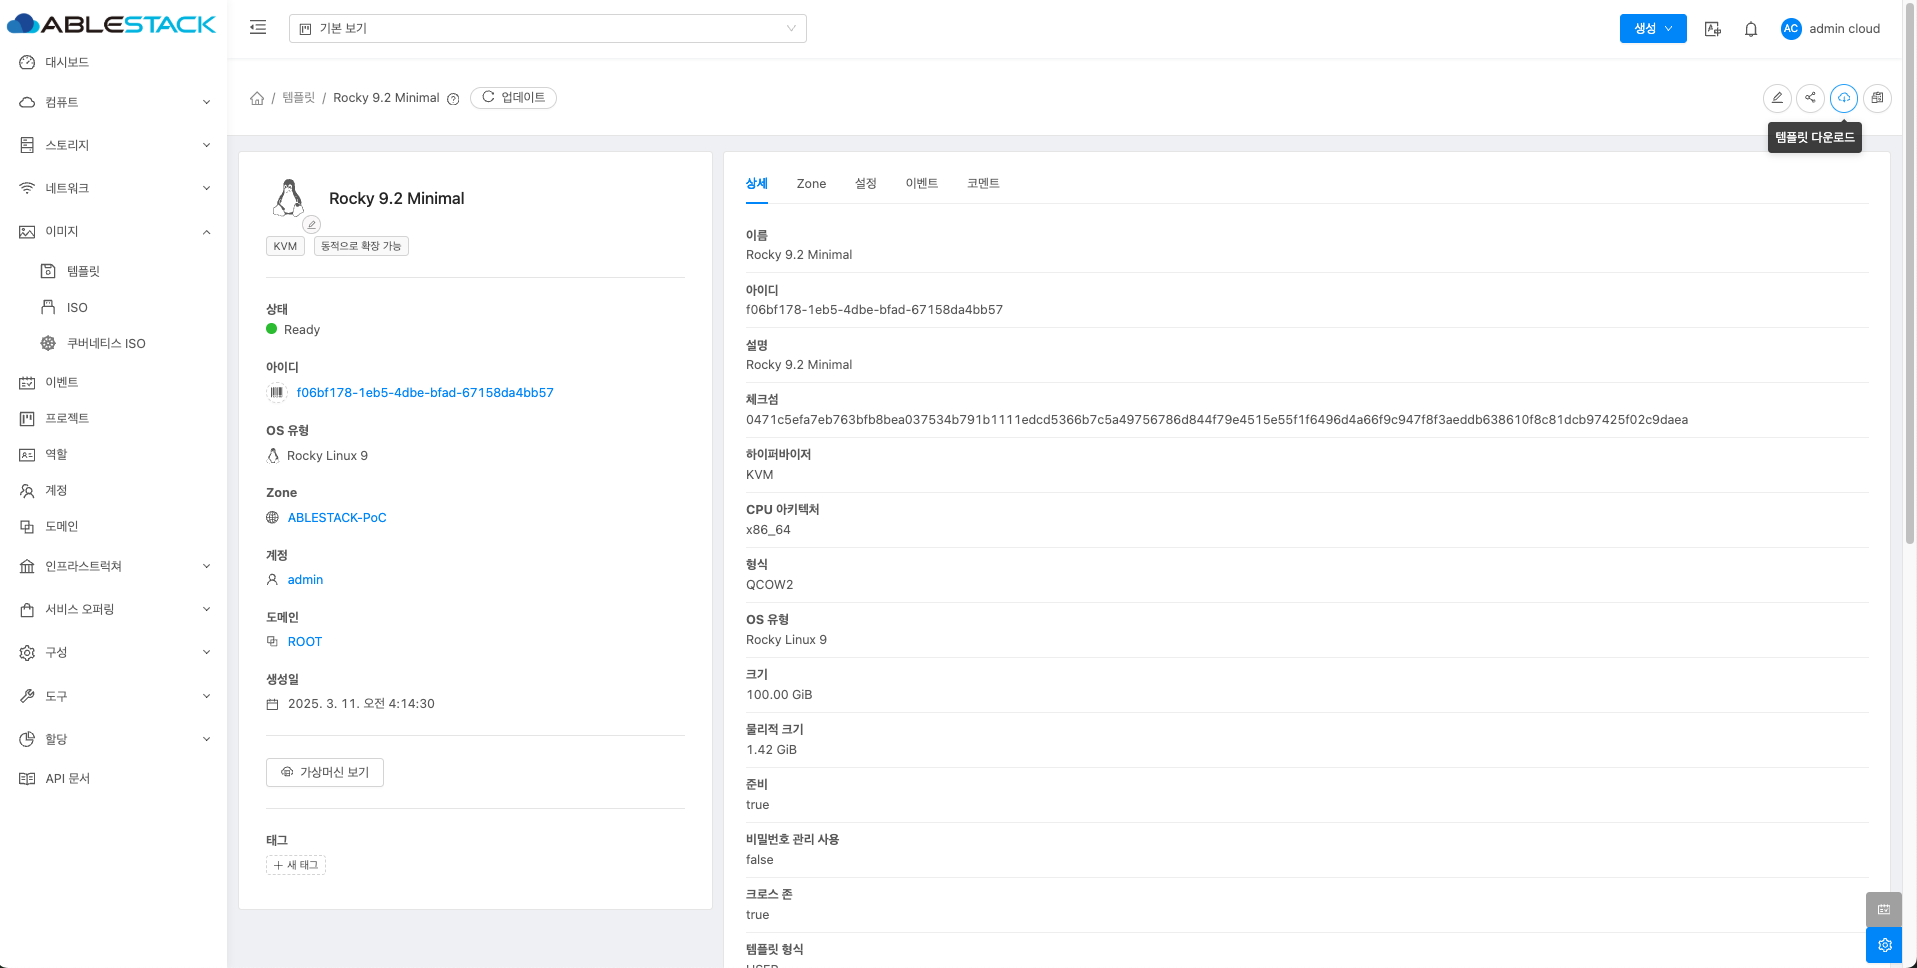 ABLESTACK
기본 보기
생성
AC
admin cloud
대시보드
컴퓨트
스토리지
네트워크
이미지
템플릿
ISO
쿠버네티스 ISO
이벤트
프로젝트
역할
계정
도메인
인프라스트럭쳐
서비스 오퍼링
구성
도구
할당
API 문서
/ 템플릿 / Rocky 9.2 Minimal
업데이트
템플릿 다운로드
Rocky 9.2 Minimal
KVM
동적으로 확장 가능
상태
Ready
아이디
f06bf178-1eb5-4dbe-bfad-67158da4bb57
OS 유형
Rocky Linux 9
Zone
ABLESTACK-PoC
계정
admin
도메인
ROOT
생성일
2025. 3. 11. 오전 4:14:30
가상머신 보기
태그
새 태그
상세
Zone
설정
이벤트
코멘트
이름
Rocky 9.2 Minimal
아이디
f06bf178-1eb5-4dbe-bfad-67158da4bb57
설명
Rocky 9.2 Minimal
체크섬
0471c5efa7eb763bfb8bea037534b791b1111edcd5366b7c5a49756786d844f79e4515e55f1f6496d4a66f9c947f8f3aeddb638610f8c81dcb97425f02c9daea
하이퍼바이저
KVM
CPU 아키텍처
x86_64
형식
QCOW2
OS 유형
Rocky Linux 9
크기
100.00 GiB
물리적 크기
1.42 GiB
준비
true
비밀번호 관리 사용
false
크로스 존
true
템플릿 형식
USER